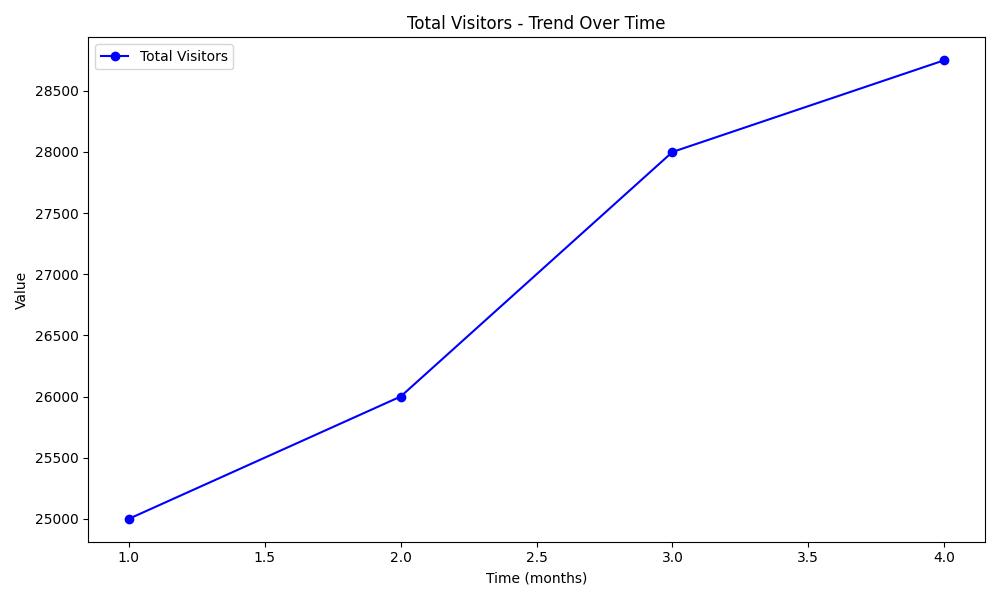 Total Visitors - Trend Over Time
Total Visitors
Value
28500
28000
27500
27000
26500
26000
25500
25000
1.0 1.5 2.0 2.5 3.0 3.5 4.0
Time (months)